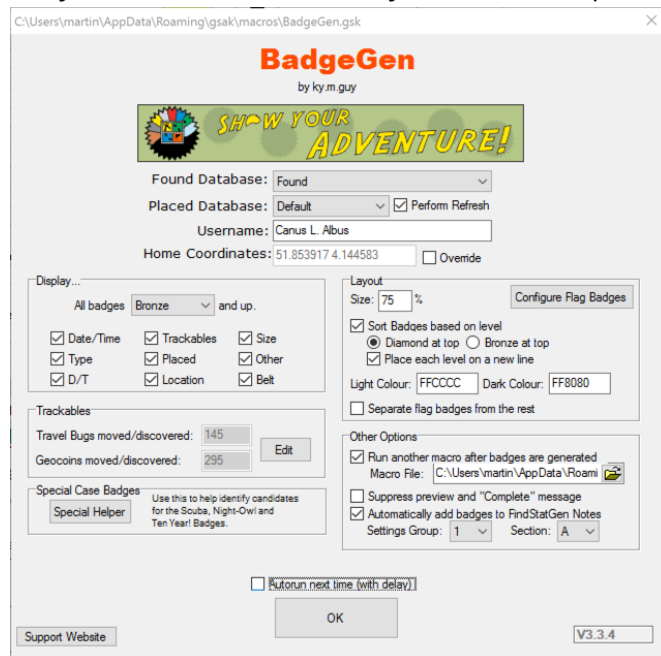 C:\Users\martin\AppData\Roaming\gsak\macros\BadgeGen.gsk
BadgeGen
by ky.m.guy
SHOW YOUR
ADVENTURE!
Found Database: Found
Placed Database: Default Perform Refresh
Username: Canus L. Albus
Home Coordinates: 51.853917 4.144583 Override
Display...
All badges Bronze and up.
Date/Time Trackables Size
Type Placed Other
D/T Location Belt
Trackables
Travel Bugs moved/discovered: 145
Geocoins moved/discovered: 295
Edit
Special Case Badges
Special Helper
Use this to help identify candidates
for the Scuba, Night-Owl and
Ten Year! Badges.
Layout
Size: 75 % Configure Flag Badges
Sort Badges based on level
Diamond at top Bronze at top
Place each level on a new line
Light Colour: FFCCCC Dark Colour: FF8080
Separate flag badges from the rest
Other Options
Run another macro after badges are generated
Macro File: C:\Users\martin\AppData\Roami
Suppress preview and "Complete" message
Automatically add badges to FindStatGen Notes
Settings Group: 1 Section: A
Autorun next time (with delay)
OK
Support Website
V3.3.4